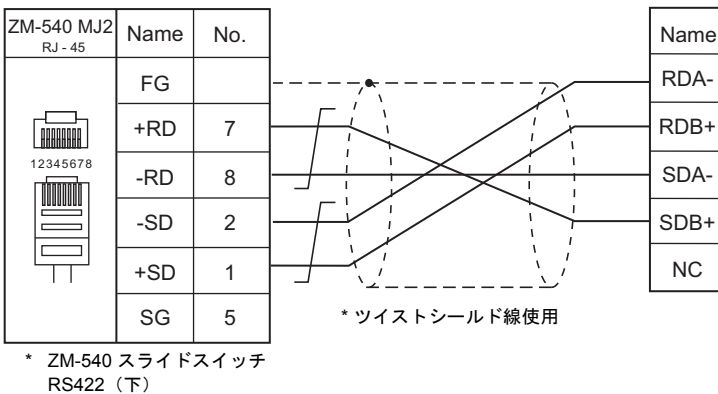 ZM-540 MJ2
RJ - 45
Name No.
FG
+RD 7
-RD 8
-SD 2
+SD 1
SG 5
12345678
Name
RDA-
RDB+
SDA-
SDB+
NC
* ツイストシールド線使用
* ZM-540 スライドスイッチ
RS422（下）